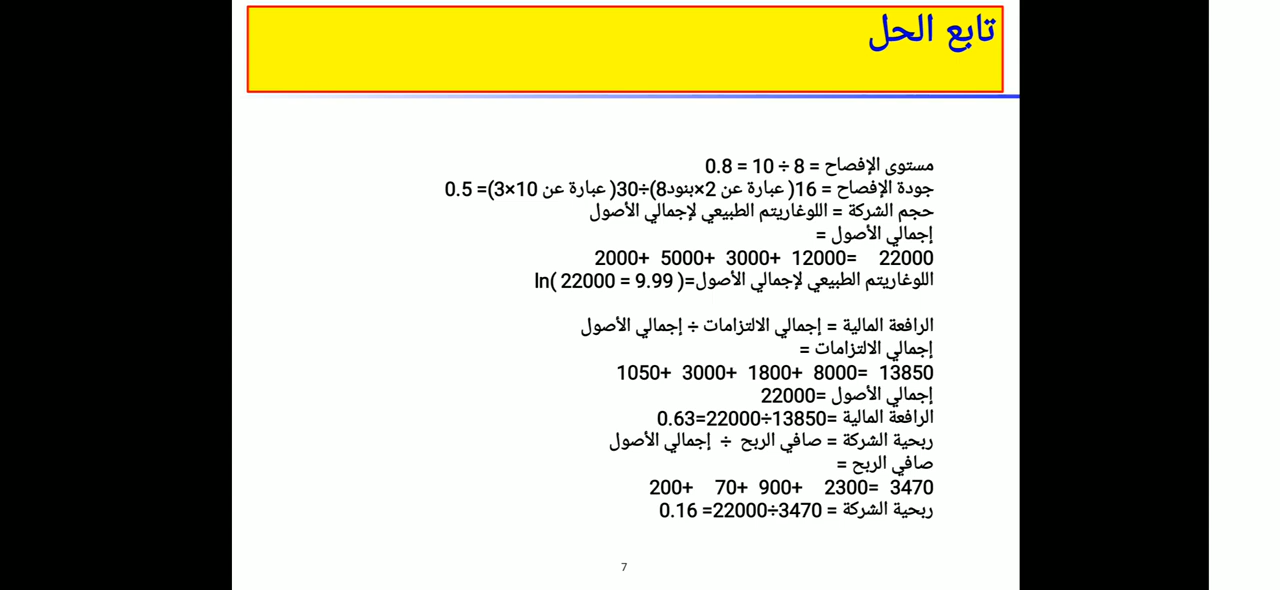 تابع الحل
مستوى الإفصاح = 8 ÷ 10 = 0.8
جودة الإفصاح = 16( عبارة عن 2×بنود8)÷30( عبارة عن 10×3)= 0.5
حجم الشركة = اللوغاريتم الطبيعي لإجمالي الأصول
إجمالي الأصول =
2000+ 5000+ 3000+ 12000= 22000
اللوغاريتم الطبيعي لإجمالي الأصول=( ln( 22000 = 9.99
الرافعة المالية = إجمالي الالتزامات ÷ إجمالي الأصول
إجمالي الالتزامات =
1050+ 3000+ 1800+ 8000= 13850
إجمالي الأصول =22000
الرافعة المالية =13850÷22000=0.63
ربحية الشركة = صافي الربح ÷ إجمالي الأصول
صافي الربح =
200+ 70+ 900+ 2300= 3470
ربحية الشركة = 3470÷22000= 0.16
7